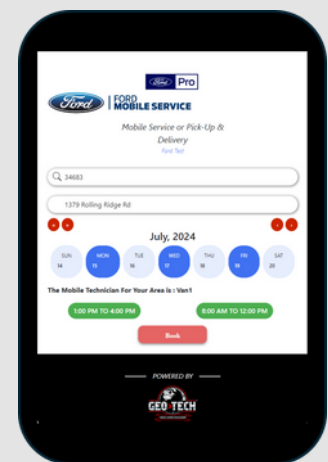 Ford Pro
Ford
FORD
MOBILE SERVICE
Mobile Service or Pick-Up &
Delivery
Ford Test
34683
1379 Rolling Ridge Rd
July, 2024
SUN MON TUE WED THU FRI SAT
14 15 16 17 18 19 20
The Mobile Technician For Your Area is : Van1
1:00 PM TO 4:00 PM 8:00 AM TO 12:00 PM
Book
POWERED BY
GEO TECH